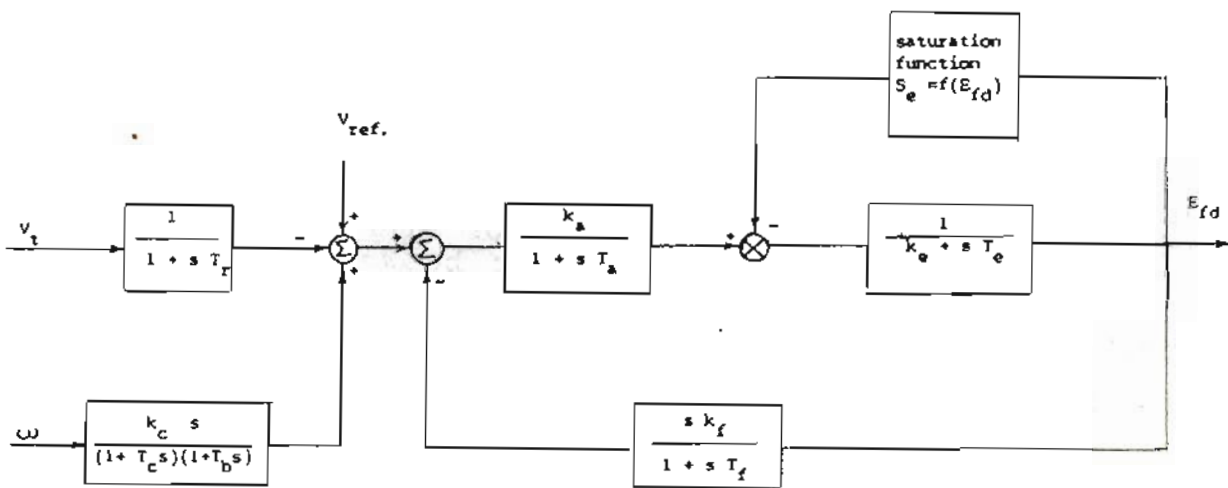 saturation
function
S_e =f(E_fd)
V_ref.
V_t
1
1 + s T_r
-
+
Σ
+
+
Σ
-
k_a
1 + s T_a
+
-
1
k_e + s T_e
E_fd
ω
k_c s
(1+ T_c s)(1+T_b s)
s k_f
1 + s T_f